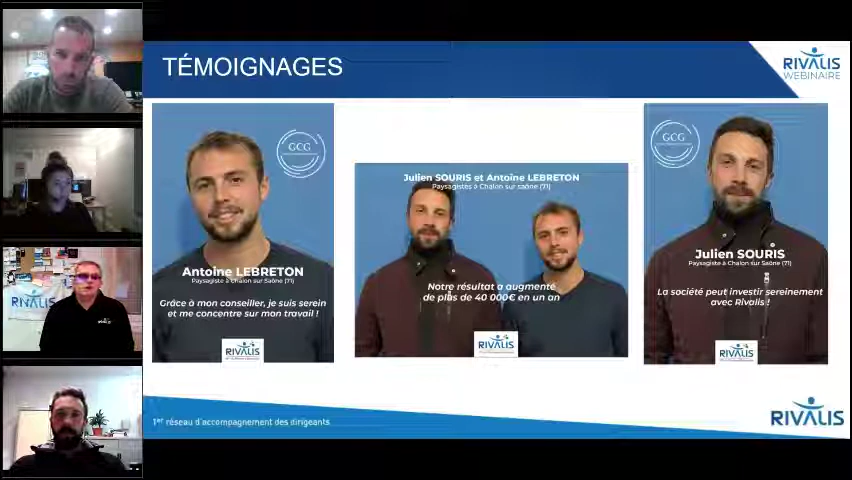 TÉMOIGNAGES
RIVALIS
WEBINAIRE
GCG
Antoine LEBRETON
Paysagiste à Chalon sur Saône (71)
Grâce à mon conseiller, je suis serein
et me concentre sur mon travail !
RIVALIS
Julien SOURIS et Antoine LEBRETON
Paysagistes à Chalon sur saône (71)
Notre résultat a augmenté
de plus de 40 000€ en un an
RIVALIS
GCG
Julien SOURIS
Paysagiste à Chalon sur Saône (71)
La société peut investir sereinement
avec Rivalis !
RIVALIS
1er réseau d'accompagnement des dirigeants
RIVALIS
RIVALIS